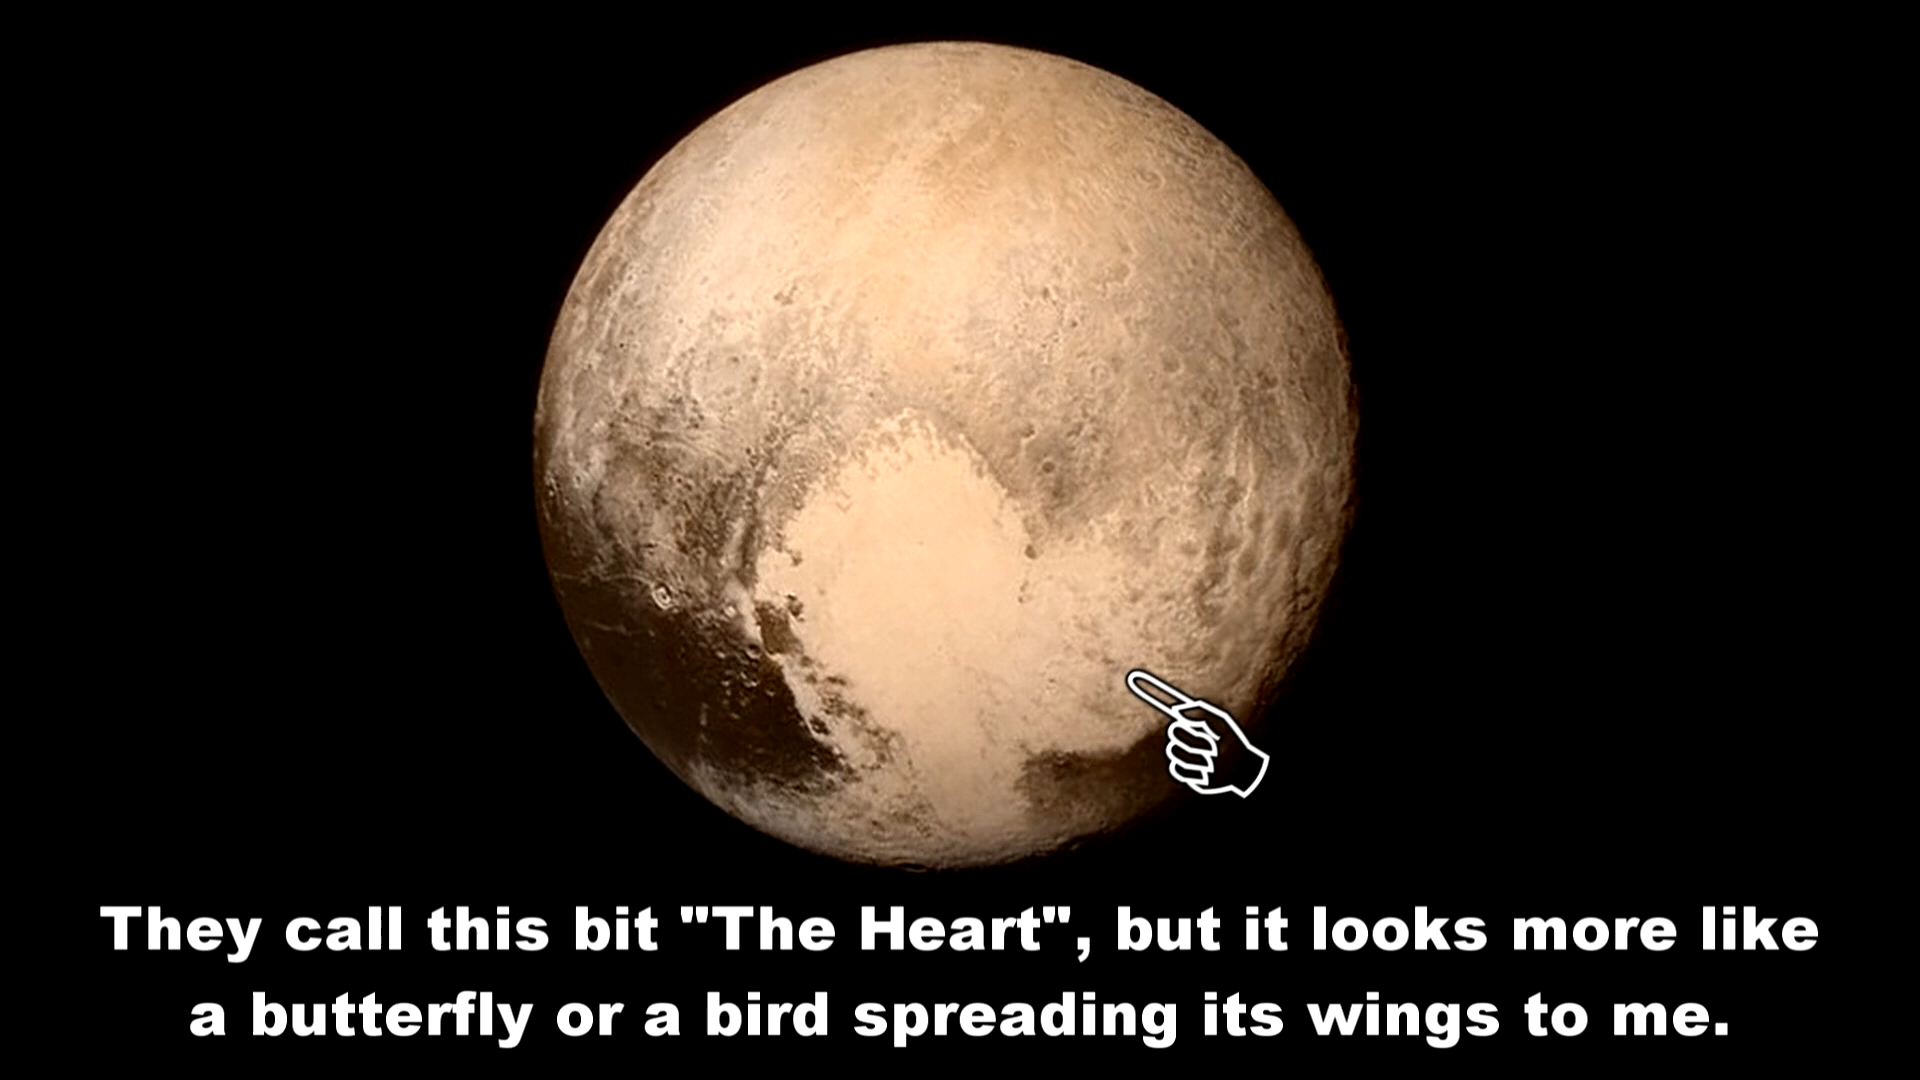 They call this bit "The Heart", but it looks more like
a butterfly or a bird spreading its wings to me.